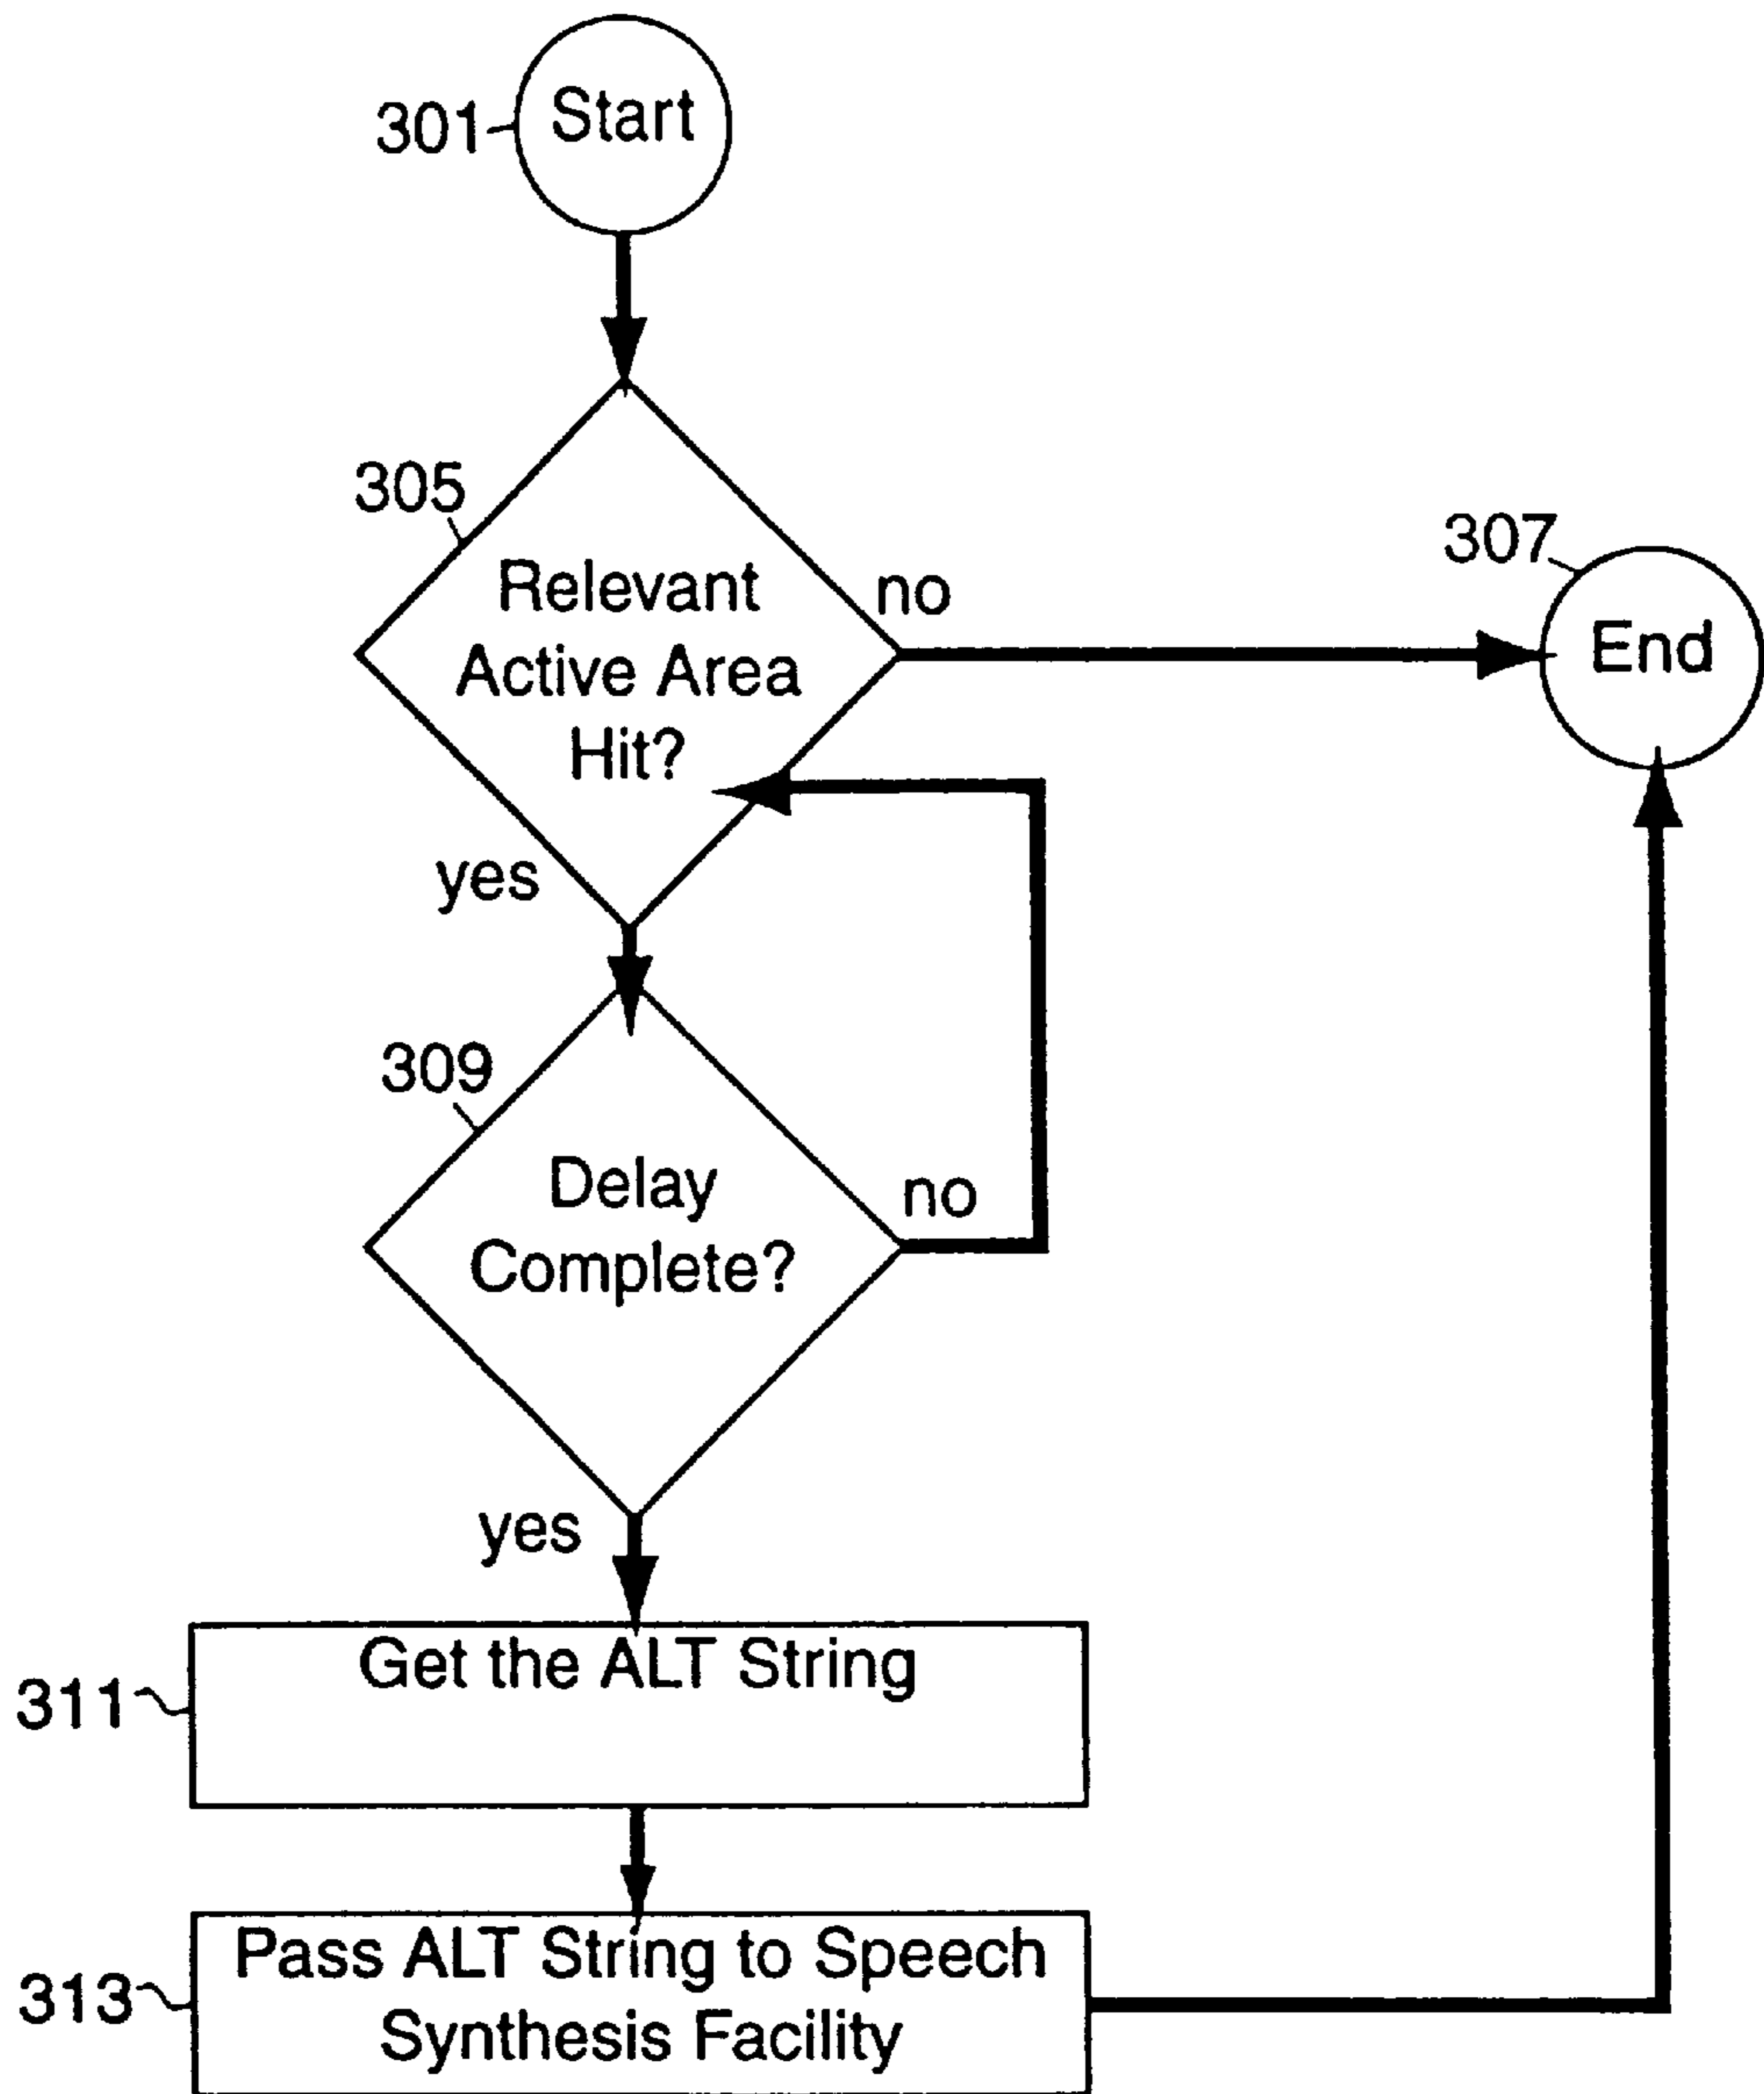 301
Start
305
Relevant
Active Area
Hit?
no
307
End
yes
309
Delay
Complete?
no
yes
311
Get the ALT String
313
Pass ALT String to Speech
Synthesis Facility